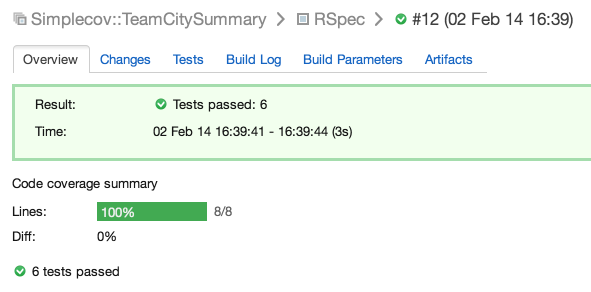 Simplecov::TeamCitySummary > RSpec > #12 (02 Feb 14 16:39)
Overview Changes Tests Build Log Build Parameters Artifacts
Result: Tests passed: 6
Time: 02 Feb 14 16:39:41 - 16:39:44 (3s)
Code coverage summary
Lines: 100% 8/8
Diff: 0%
6 tests passed